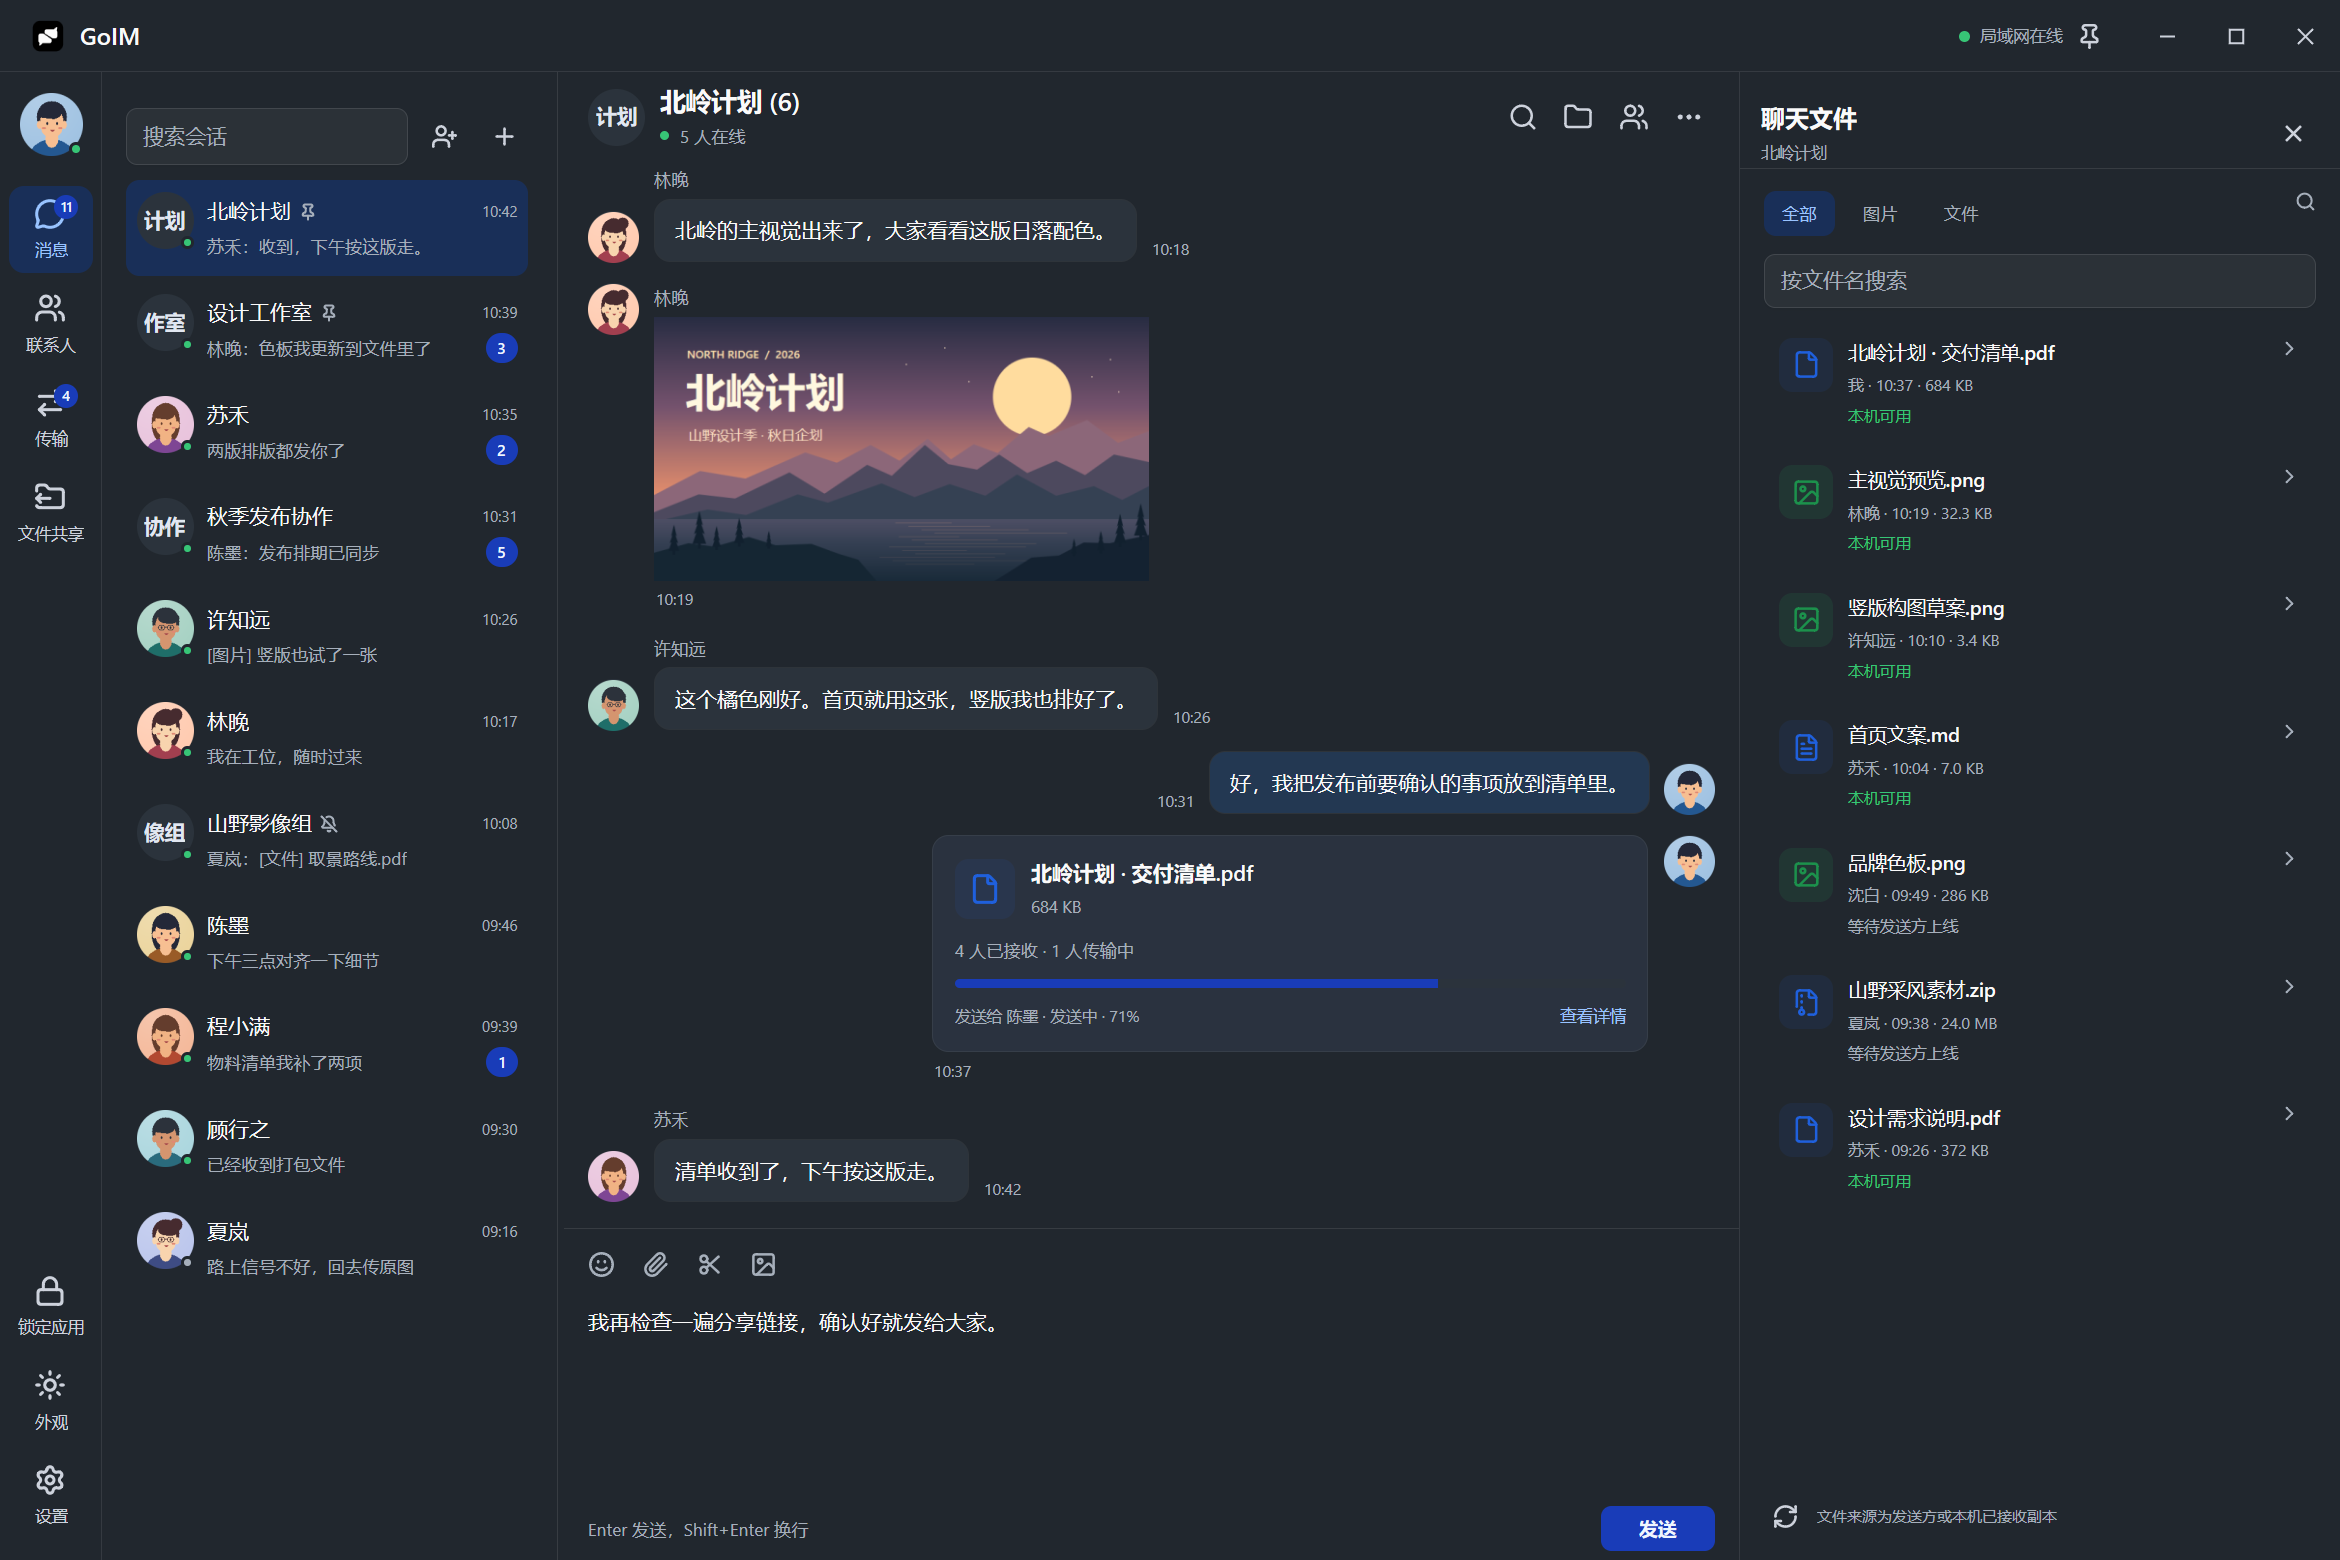 GoIM
局域网在线
11
消息
联系人
4
传输
文件共享
锁定应用
外观
设置
搜索会话
计划
北岭计划
10:42
苏禾：收到，下午按这版走。
作室
设计工作室
10:39
林晚：色板我更新到文件里了
3
苏禾
10:35
两版排版都发你了
2
协作
秋季发布协作
10:31
陈墨：发布排期已同步
5
许知远
10:26
[图片] 竖版也试了一张
林晚
10:17
我在工位，随时过来
像组
山野影像组
10:08
夏岚：[文件] 取景路线.pdf
陈墨
09:46
下午三点对齐一下细节
程小满
09:39
物料清单我补了两项
1
顾行之
09:30
已经收到打包文件
夏岚
09:16
路上信号不好，回去传原图
计划
北岭计划 (6)
5 人在线
林晚
北岭的主视觉出来了，大家看看这版日落配色。
10:18
林晚
NORTH RIDGE / 2026
北岭计划
山野设计季 · 秋日企划
10:19
许知远
这个橘色刚好。首页就用这张，竖版我也排好了。
10:26
好，我把发布前要确认的事项放到清单里。
10:31
北岭计划 · 交付清单.pdf
684 KB
4 人已接收 · 1 人传输中
发送给 陈墨 · 发送中 · 71%
查看详情
10:37
苏禾
清单收到了，下午按这版走。
10:42
我再检查一遍分享链接，确认好就发给大家。
Enter 发送，Shift+Enter 换行
发送
聊天文件
北岭计划
全部
图片
文件
按文件名搜索
北岭计划 · 交付清单.pdf
我 · 10:37 · 684 KB
本机可用
主视觉预览.png
林晚 · 10:19 · 32.3 KB
本机可用
竖版构图草案.png
许知远 · 10:10 · 3.4 KB
本机可用
首页文案.md
苏禾 · 10:04 · 7.0 KB
本机可用
品牌色板.png
沈白 · 09:49 · 286 KB
等待发送方上线
山野采风素材.zip
夏岚 · 09:38 · 24.0 MB
等待发送方上线
设计需求说明.pdf
苏禾 · 09:26 · 372 KB
本机可用
文件来源为发送方或本机已接收副本